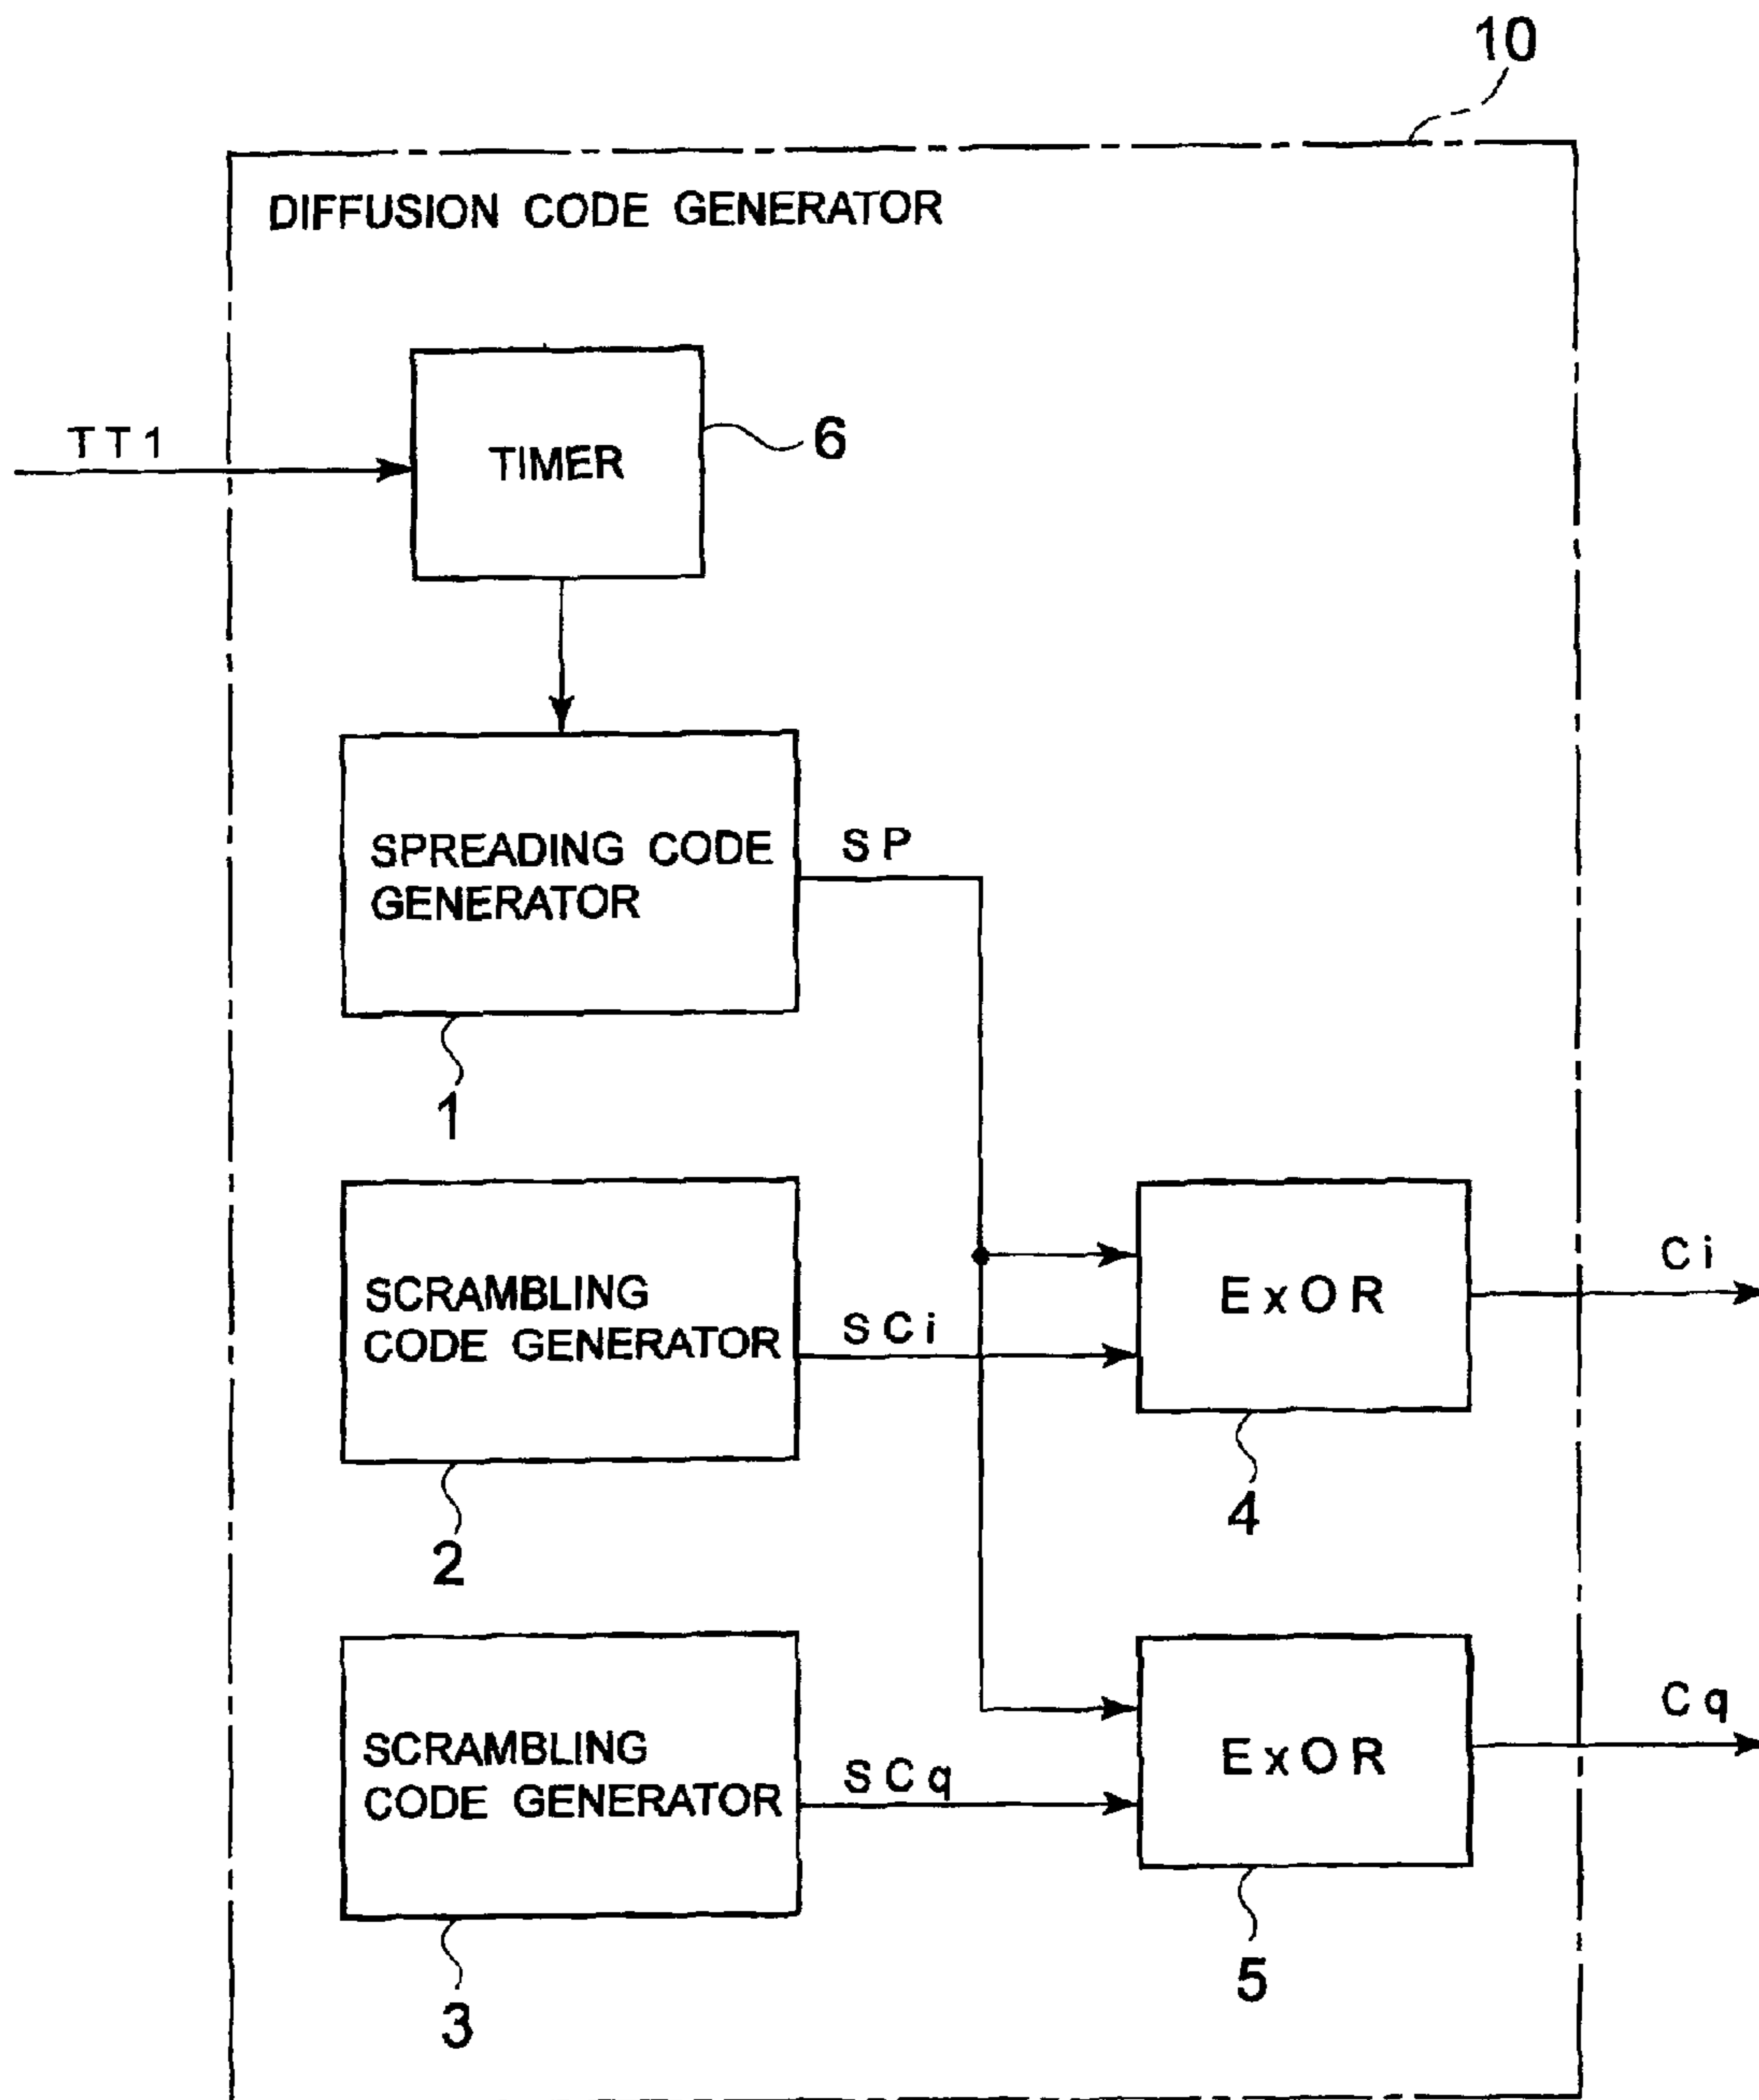 10
DIFFUSION CODE GENERATOR
TT1
TIMER
6
SPREADING CODE
GENERATOR
SP
1
SCRAMBLING
CODE GENERATOR
SCi
ExOR
Ci
2
4
SCRAMBLING
CODE GENERATOR
SCq
ExOR
Cq
3
5